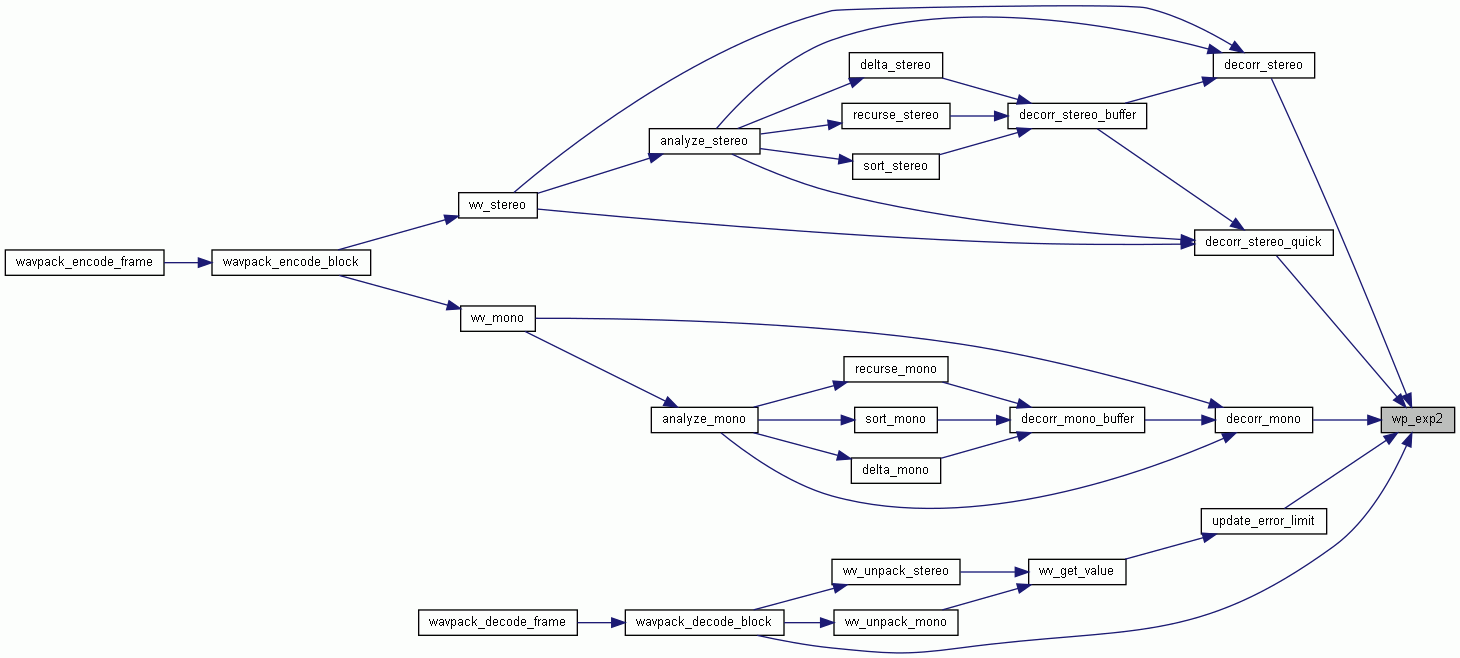 decorr_stereo
delta_stereo
recurse_stereo
decorr_stereo_buffer
analyze_stereo
sort_stereo
wv_stereo
decorr_stereo_quick
wavpack_encode_frame
wavpack_encode_block
wv_mono
recurse_mono
analyze_mono
sort_mono
decorr_mono_buffer
decorr_mono
wp_exp2
delta_mono
update_error_limit
wv_unpack_stereo
wv_get_value
wavpack_decode_frame
wavpack_decode_block
wv_unpack_mono